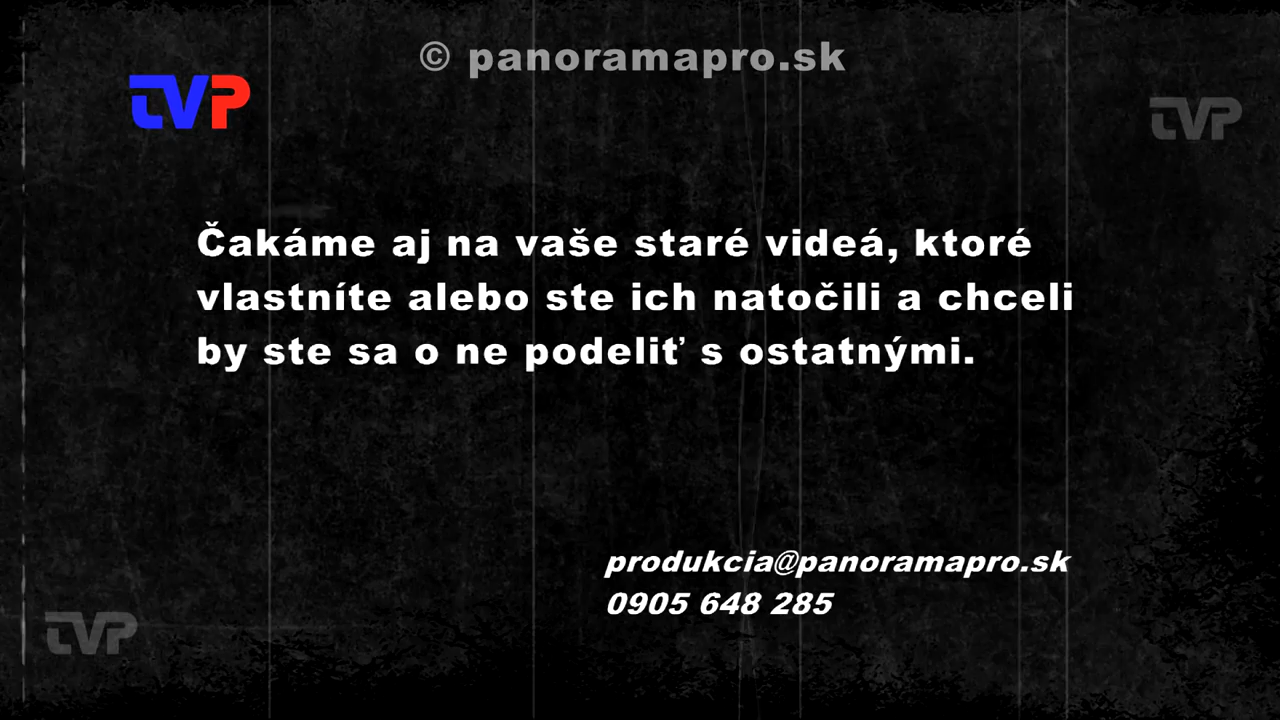 © panoramapro.sk
TVP
TVP
Čakáme aj na vaše staré videá, ktoré
vlastníte alebo ste ich natočili a chceli
by ste sa o ne podeliť s ostatnými.
produkcia@panoramapro.sk
0905 648 285
TVP